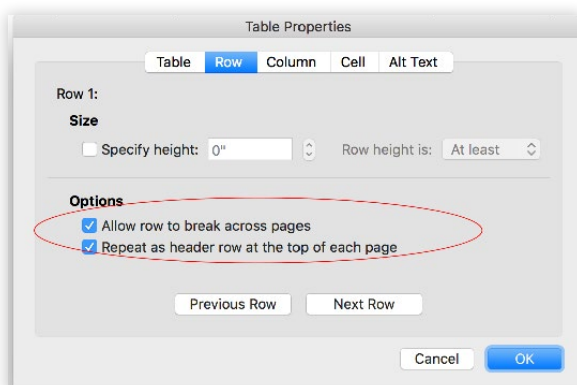 Table Properties
Table Row Column Cell Alt Text
Row 1:
Size
Specify height: 0" Row height is: At least
Options
Allow row to break across pages
Repeat as header row at the top of each page
Previous Row Next Row
Cancel OK